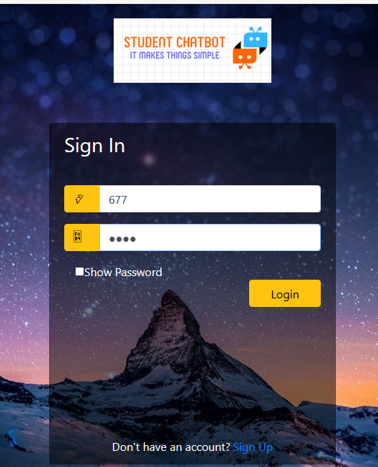 STUDENT CHATBOT
IT MAKES THINGS SIMPLE
Sign In
677
••••
Show Password
Login
Don't have an account? Sign Up